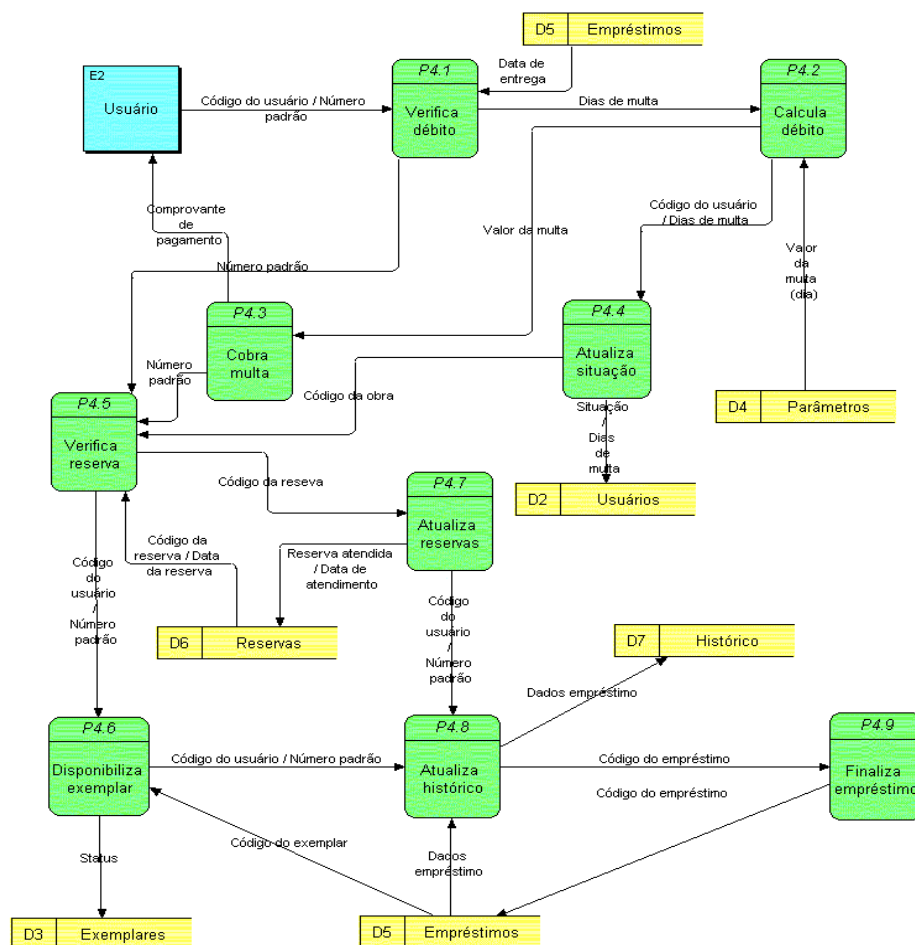 D5 Empréstimos
E2
Usuário
Código do usuário / Número
padrão
Data de
entrega
P4.1
Verifica
débito
Dias de multa
P4.2
Calcula
débito
Comprovante
de
pagamento
Número padrão
Valor da multa
Código do usuário
/ Dias de multa
Valor
da
multa
(dia)
P4.3
Cobra
multa
P4.4
Atualiza
situação
Número
padrão
Código da obra
Situação
/
Dias
de
multa
D4 Parâmetros
P4.5
Verifica
reserva
Código da reseva
P4.7
Atualiza
reservas
D2 Usuários
Código
do
usuário
/
Número
padrão
Código da
reserva / Data
da reserva
Reserva atendida
/ Data de
atendimento
Código
do
usuário
/
Número
padrão
D6 Reservas
D7 Histórico
Dados empréstimo
P4.6
Disponibiliza
exemplar
Código do usuário / Número padrão
P4.8
Atualiza
histórico
Código do empréstimo
Código do empréstimo
P4.9
Finaliza
empréstimo
Status
Código do exemplar
Dados
empréstimo
D3 Exemplares
D5 Empréstimos